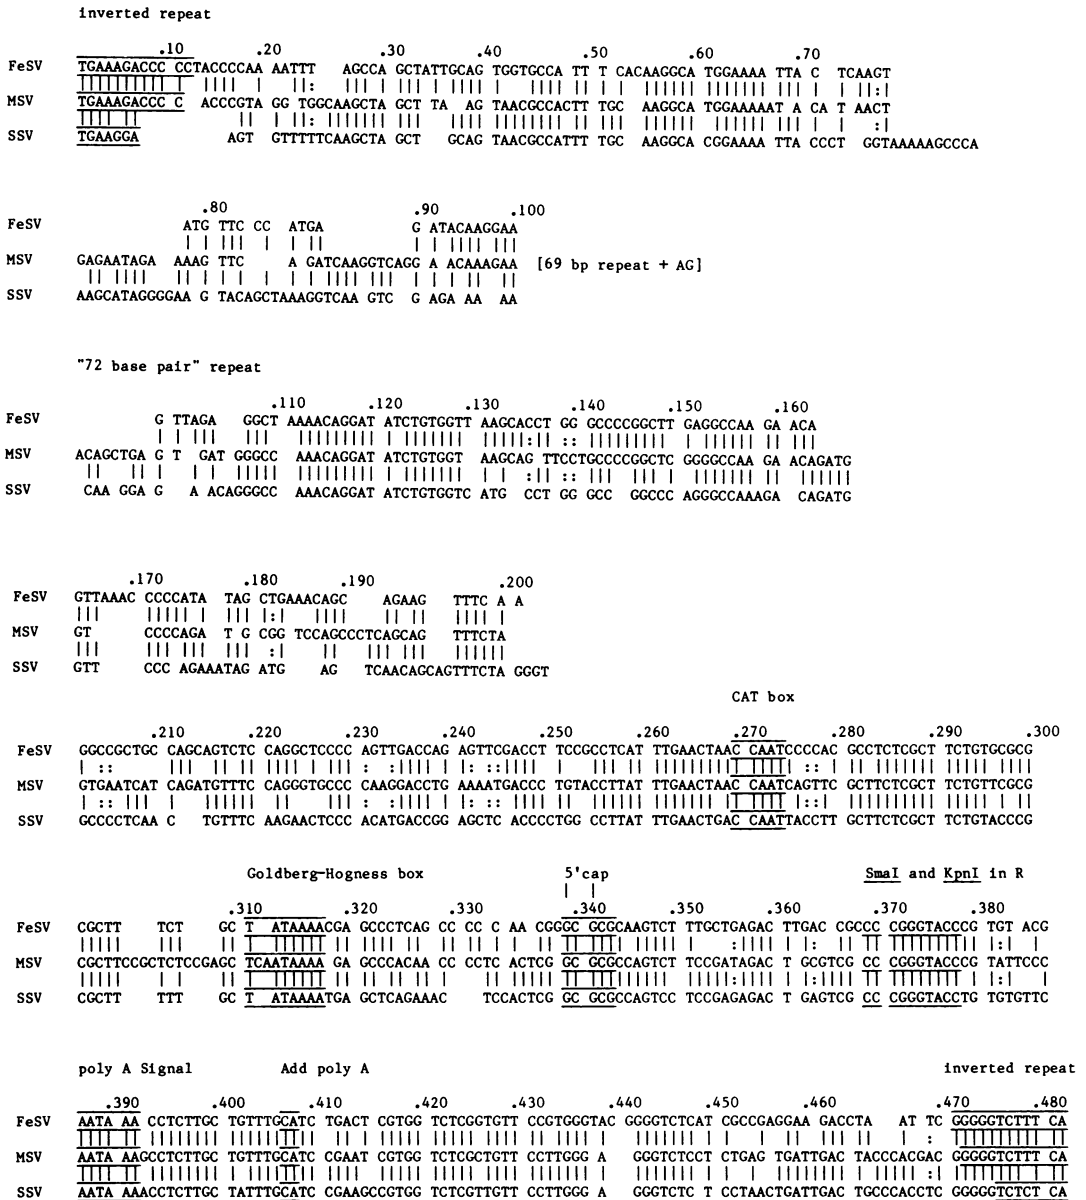 inverted repeat
.10 .20 .30 .40 .50 .60 .70
FeSV TGAAAGACCC CCTACCCCAA AATTT AGCCA GCTATTGCAG TGGTGCCA TT T CACAAGGCA TGGAAAA TTA C TCAAGT
MSV TGAAAGACCC C ACCCGTA GG TGGCAAGCTA GCT TA AG TAACGCCACTT TGC AAGGCA TGGAAAAAT A CA T AACT
SSV TGAAGGA AGT GTTTTTCAAGCTA GCT GCAG TAACGCCATTT TGC AAGGCA CGGAAAA TTA CCCT GGTAAAAAGCCCA
.80 .90 .100
FeSV ATG TTC CC ATGA G ATACAAGGAA
MSV GAGAATAGA AAAG TTC A GATCAAGGTCAGG A ACAAAGAA [69 bp repeat + AG]
SSV AAGCATAGGGGAA G TACAGCTAAAGGTCAA GTC G AGA AA AA
"72 base pair" repeat
.110 .120 .130 .140 .150 .160
FeSV G TTAGA GGCT AAAACAGGAT ATCTGTGGTT AAGCACCT GG GCCCCGGCTT GAGGCCAA GA ACA
MSV ACAGCTGA G T GAT GGGCC AAACAGGAT ATCTGTGGT AAGCAG TTCCTGCCCCGGCTC GGGGCCAA GA ACAGATG
SSV CAA GGA G A ACAGGGCC AAACAGGAT ATCTGTGGTC ATG CCT GG GCC GGCCC AGGGCCAAAGA CAGATG
.170 .180 .190 .200
FeSV GTTAAAC CCCCATA TAG CTGAAACAGC AGAAG TTTC A A
MSV GT CCCCAGA T G CGG TCCAGCCCTCAGCAG TTTCTA
SSV GTT CCC AGAAATAG ATG AG TCAACAGCAGTTTCTA GGGT
CAT box
.210 .220 .230 .240 .250 .260 .270 .280 .290 .300
FeSV GGCCGCTGC CAGCAGTCTC CAGGCTCCCC AGTTGACCAG AGTTCGACCT TCCGCCTCAT TTGAACTAAC CAATCCCCAC GCCTCTCGCT TCTGTGCGCG
MSV GTGAATCAT CAGATGTTTC CAGGGTGCCC CAAGGACCTG AAAATGACCC TGTACCTTAT TTGAACTAAC CAATCAGTTC GCTTCTCGCT TCTGTTCGCG
SSV GCCCCTCAA C TGTTTC AAGAACTCCC ACATGACCGG AGCTC ACCCCTGG CCTTAT TTGAACTGAC CAATTACCTT GCTTCTCGCT TCTGTACCCG
Goldberg-Hogness box 5'cap SmaI and KpnI in R
.310 .320 .330 .340 .350 .360 .370 .380
FeSV CGCTT TCT GC T ATAAAACGA GCCCTCAG CC CC C AA CGGGC GCGCAAGTCT TTGCTGAGAC TTGACC CGCCC CGGGTACCCG TGT ACG
MSV CGCTTCCGCTCTCCGAGC TCAATAAAA GA GCCCACAA CC CCTC ACTCGG GC GCGCCAGTCT TCCGATAGAC T GCGTCG CC CGGGTACCCG TATTCCC
SSV CGCTT TTT GC T ATAAAATGA GCTCAGAAAC TCCACTCG GC GCGCCAGTCC TCCGAGAGAC T GAGTCG CC CGGGTACCTG TGTGTTC
poly A Signal Add poly A inverted repeat
.390 .400 .410 .420 .430 .440 .450 .460 .470 .480
FeSV AATA AA CCTCTTGC TGTTTGCATC TGACT CGTGG TCTCGGTGTT CCGTGGGTAC GGGGTCTCAT CGCCGAGGAA GACCTA AT TC GGGGGTCTTT CA
MSV AATA AAGCCTCTTGC TGTTTGCATC CGAAT CGTGG TCTCGCTGTT CCTTGGG A GGGTCTCCT CTGAG TGATTGAC TACCCACGAC GGGGGTCTTT CA
SSV AATA AAACCTCTTGC TATTTGCATC CGAAGCCGTGG TCTCGTTGTT CCTTGGG A GGGTCTC T CCTAACTGATTGAC TGCCCACCTC GGGGGTCTCT CA